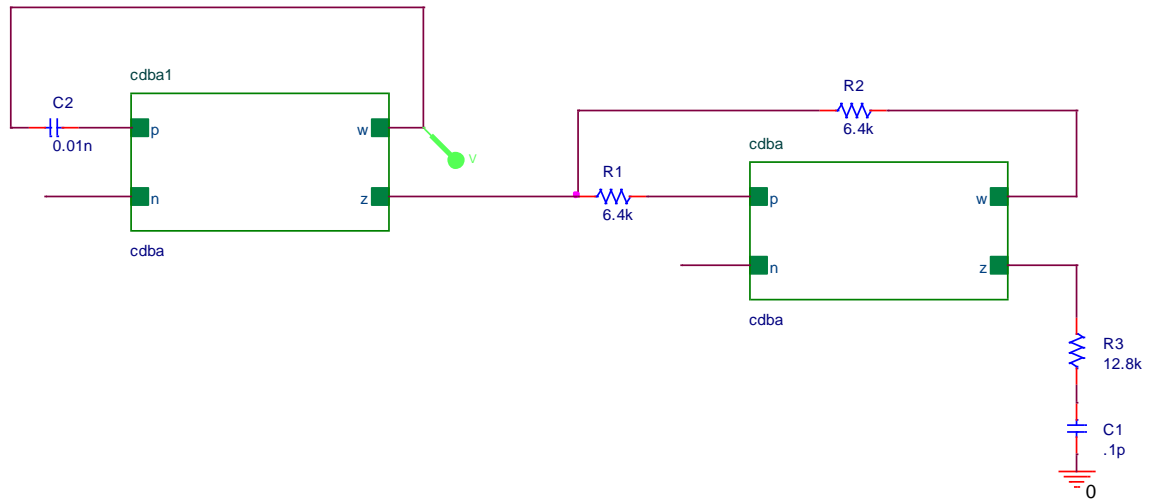 cdba1
C2
0.01n
p
n
w
z
cdba
V
R2
6.4k
R1
6.4k
cdba
p
n
w
z
cdba
R3
12.8k
C1
.1p
0